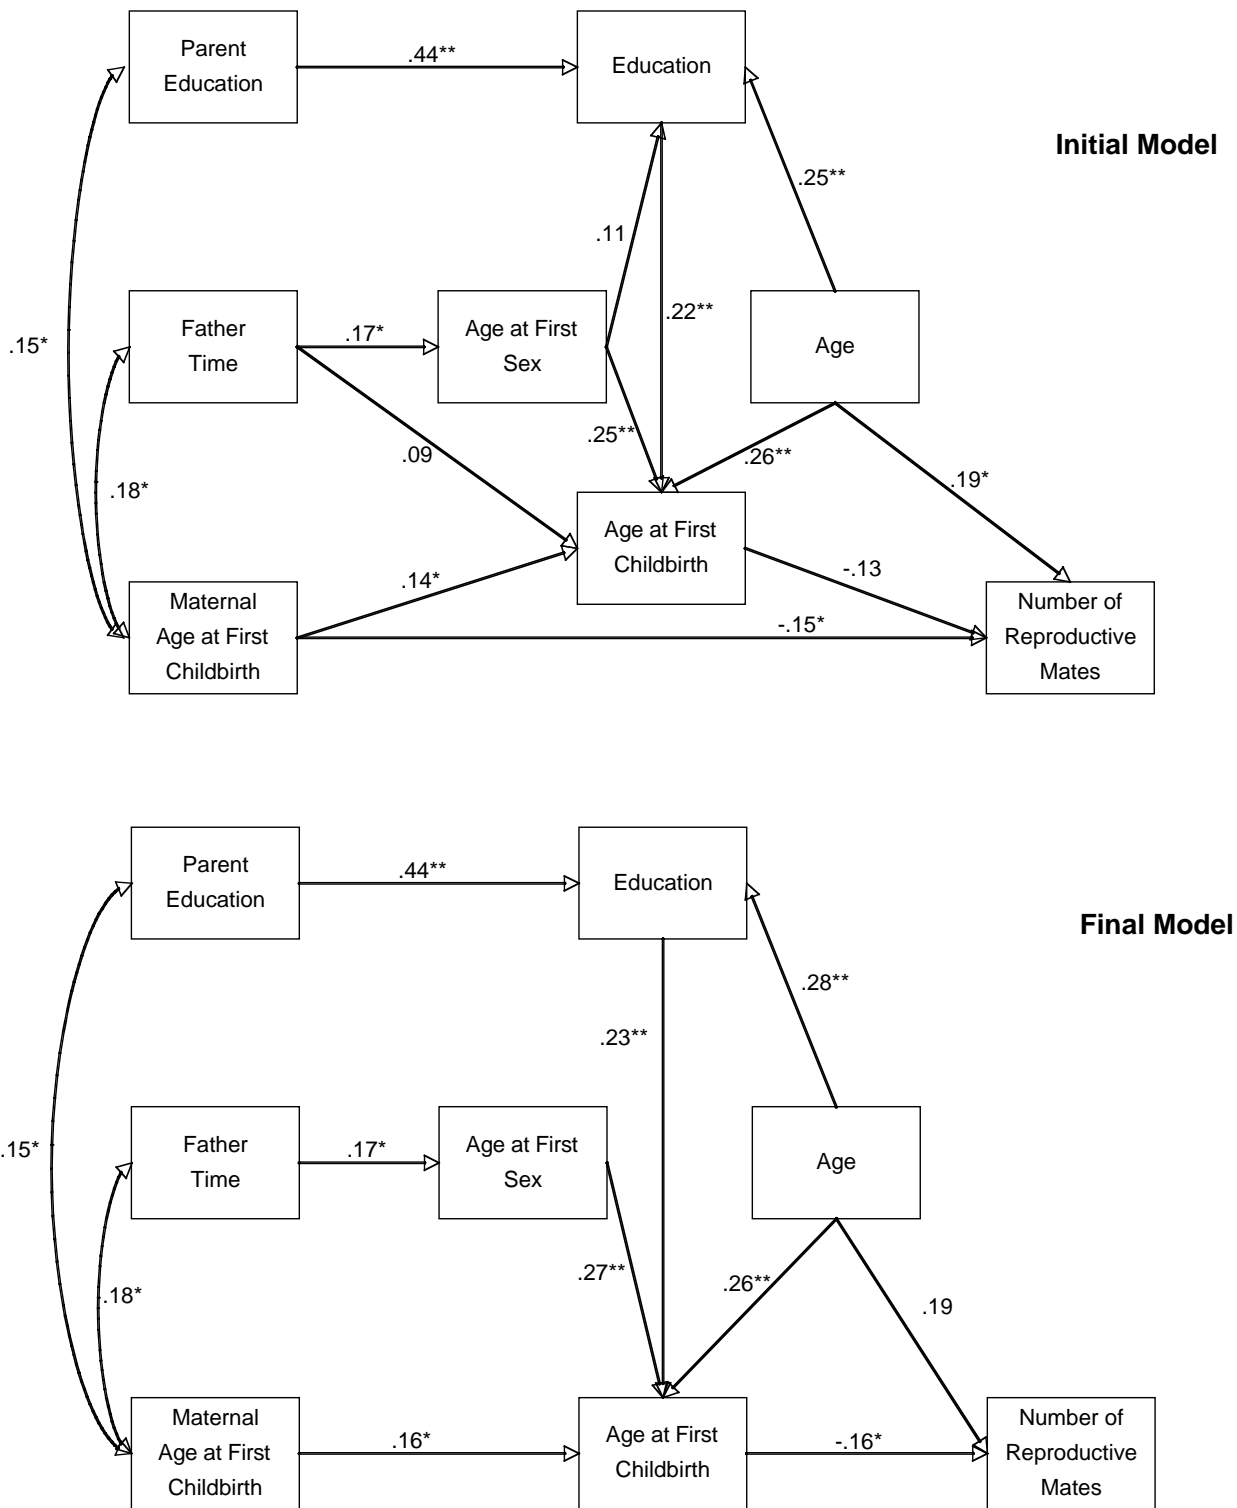 Parent
Education
.44**
Education
Initial Model
.25**
.11
.22**
.15*
Father
Time
.17*
Age at First
Sex
Age
.25**
.26**
.09
.18*
.19*
Age at First
Childbirth
.14*
-.13
-.15*
Maternal
Age at First
Childbirth
Number of
Reproductive
Mates
Parent
Education
.44**
Education
Final Model
.28**
.23**
.15*
Father
Time
.17*
Age at First
Sex
Age
.27**
.26**
.18*
.19
Maternal
Age at First
Childbirth
.16*
Age at First
Childbirth
-.16*
Number of
Reproductive
Mates